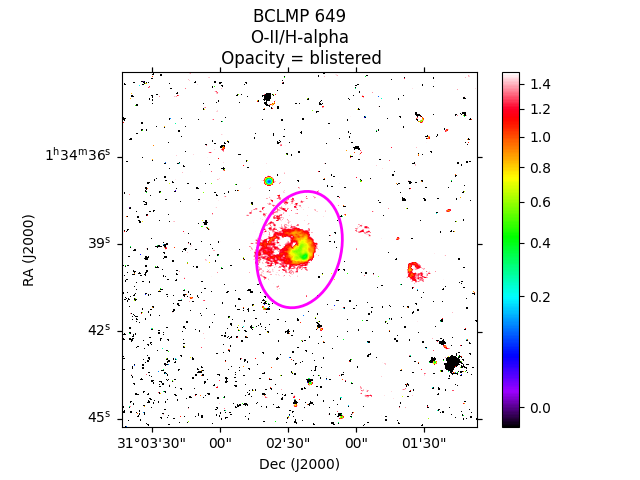 BCLMP 649
O-II/H-alpha
Opacity = blistered
RA (J2000)
1h34m36s
39s
42s
45s
31°03'30" 00" 02'30" 00" 01'30"
Dec (J2000)
1.4
1.2
1.0
0.8
0.6
0.4
0.2
0.0